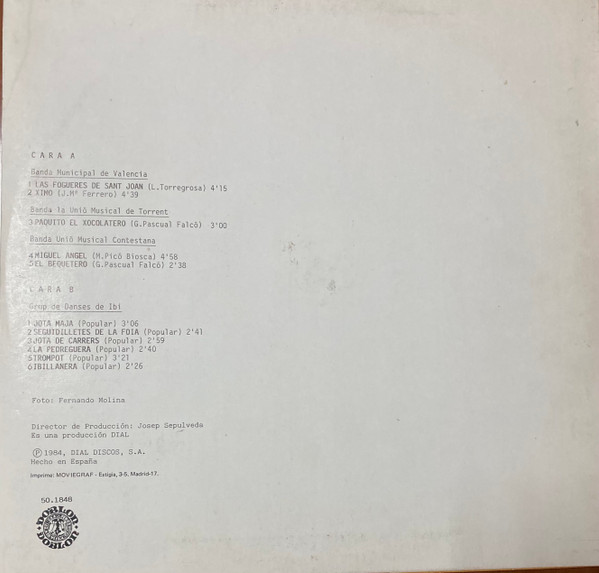 CARA A
Banda Municipal de Valencia
1 LAS FOGUERES DE SANT JOAN (L.Torregrosa) 4'15
2 XIMO (J.Mª Ferrero) 4'39
Banda la Unió Musical de Torrent
3 PAQUITO EL XOCOLATERO (G.Pascual Falcó) 3'00
Banda Unió Musical Contestana
4 MIGUEL ANGEL (M.Picó Biosca) 4'58
5 EL BEQUETERO (G.Pascual Falcó) 2'38
CARA B
Grup de Danses de Ibi
1 JOTA MAJA (Popular) 3'06
2 SEGUIDILLETES DE LA FOIA (Popular) 2'41
3 JOTA DE CARRERS (Popular) 2'59
4 LA PEDREGUERA (Popular) 2'40
5 TROMPOT (Popular) 3'21
6 IBILLANERA (Popular) 2'26
Foto: Fernando Molina
Director de Producción: Josep Sepulveda
Es una producción DIAL
Ⓟ 1984, DIAL DISCOS, S.A.
Hecho en España
Imprime: MOVIEGRAF - Estigia, 3-5. Madrid-17.
50.1848
DOBLON
DOBLON